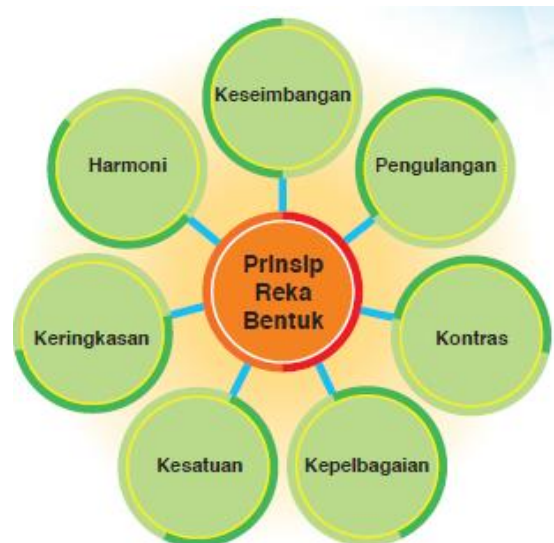 Keseimbangan
Harmoni
Pengulangan
Prinsip
Reka
Bentuk
Keringkasan
Kontras
Kesatuan
Kepelbagaian